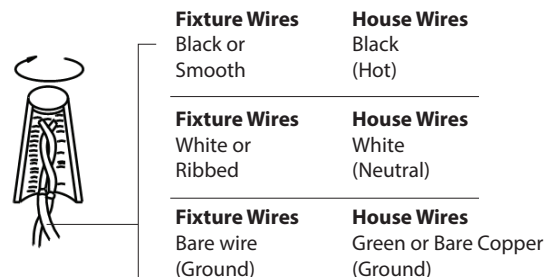 Fixture Wires House Wires
Black or Black
Smooth (Hot)
Fixture Wires House Wires
White or White
Ribbed (Neutral)
Fixture Wires House Wires
Bare wire Green or Bare Copper
(Ground) (Ground)